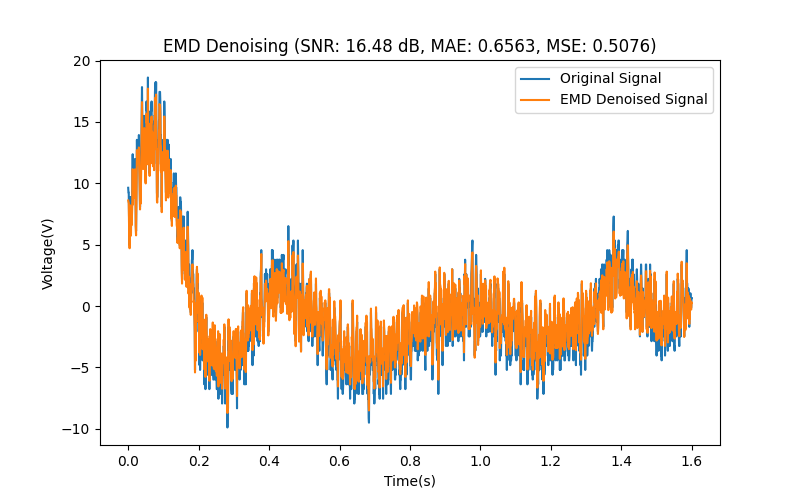 EMD Denoising (SNR: 16.48 dB, MAE: 0.6563, MSE: 0.5076)
Original Signal
EMD Denoised Signal
20
15
10
5
0
−5
−10
Voltage(V)
0.0 0.2 0.4 0.6 0.8 1.0 1.2 1.4 1.6
Time(s)